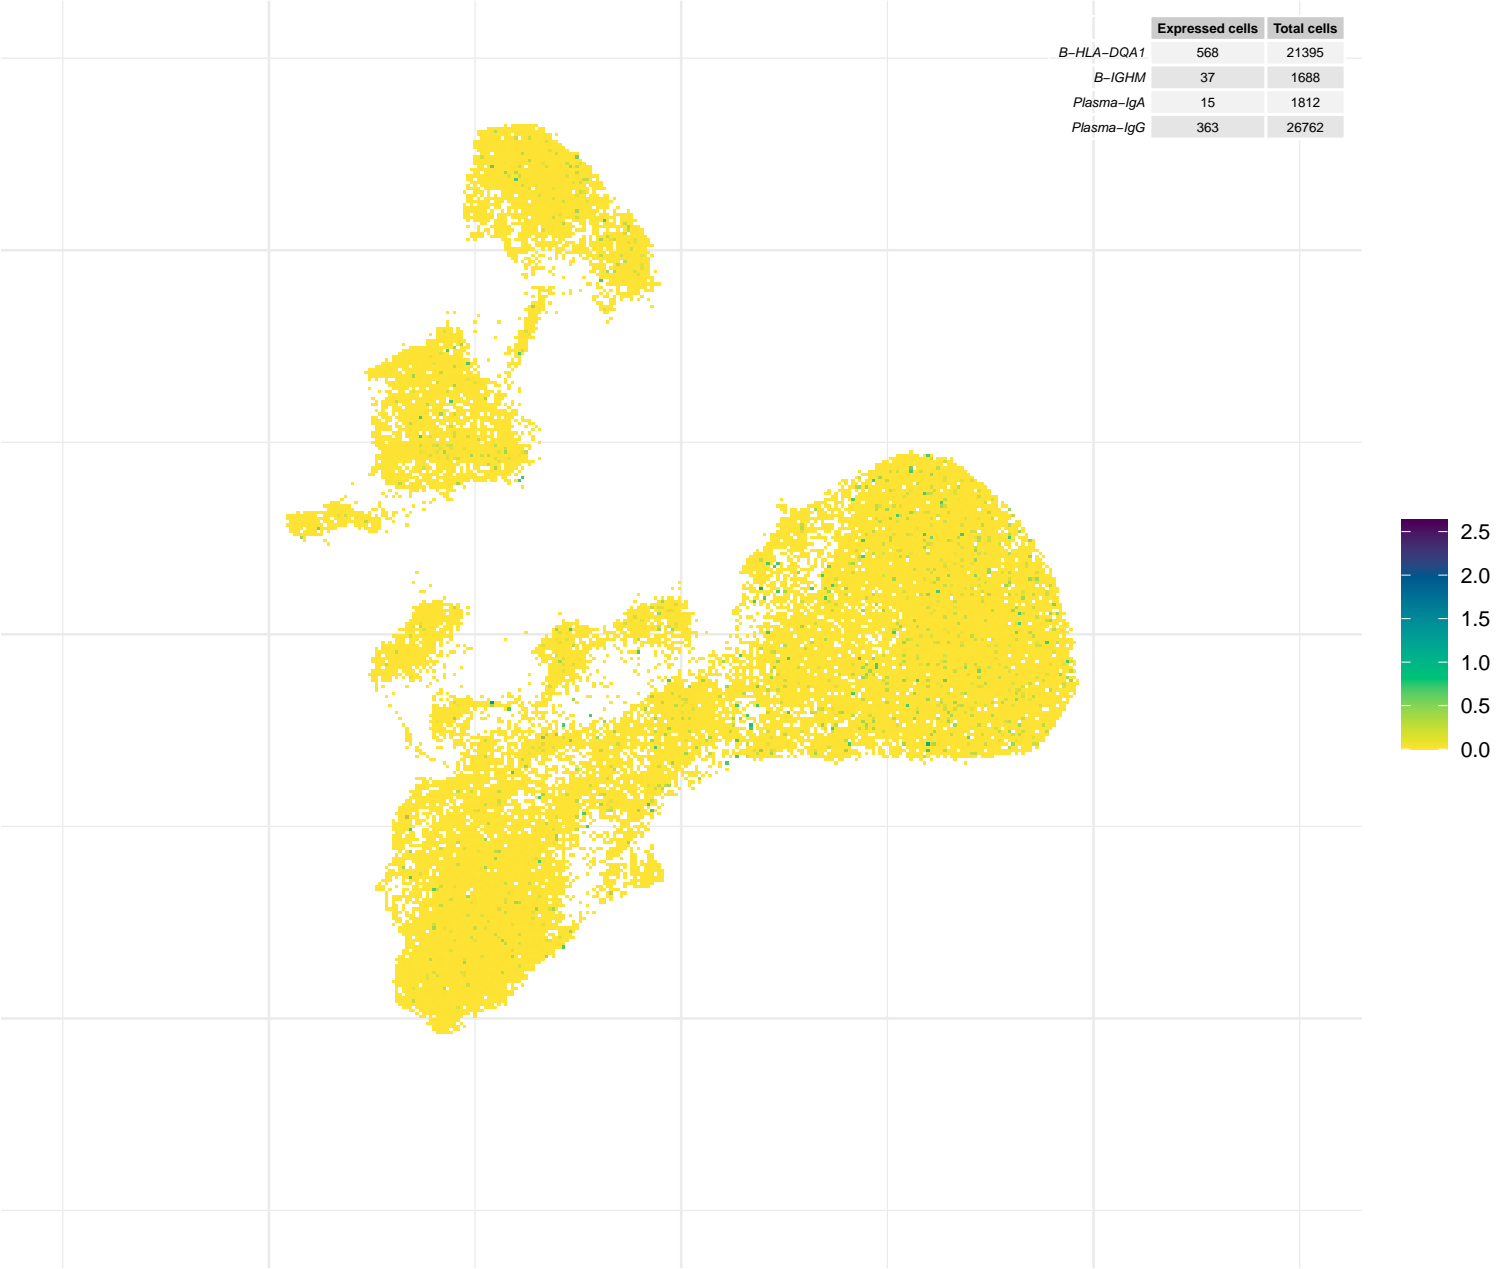 Expressed cells Total cells
B−HLA−DQA1 568 21395
B−IGHM 37 1688
Plasma−IgA 15 1812
Plasma−IgG 363 26762
2.5
2.0
1.5
1.0
0.5
0.0